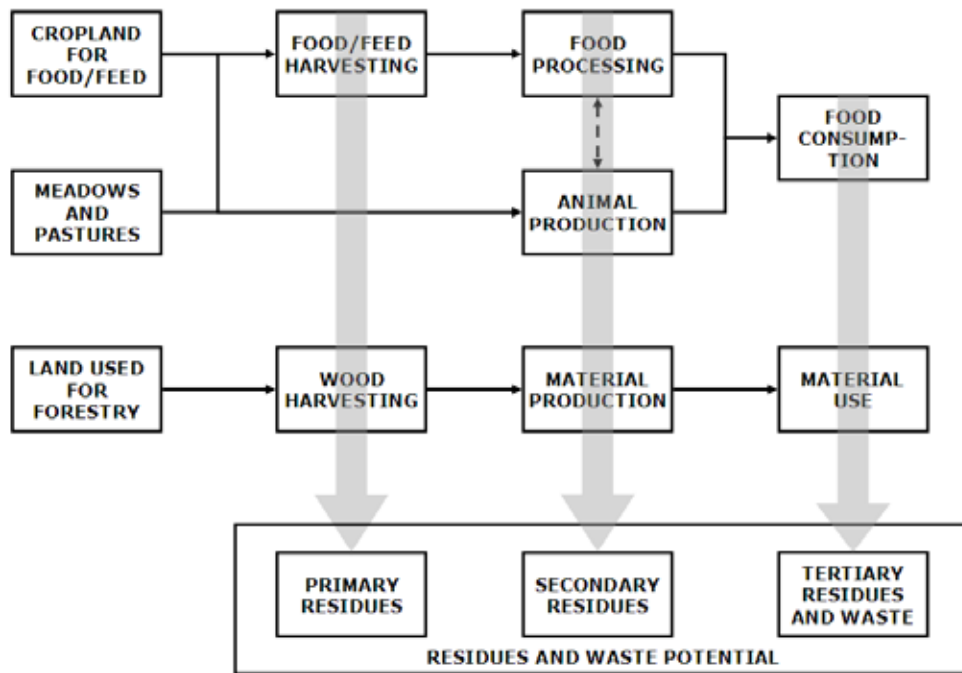 CROPLAND
FOR
FOOD/FEED
FOOD/FEED
HARVESTING
FOOD
PROCESSING
FOOD
CONSUMP-
TION
MEADOWS
AND
PASTURES
ANIMAL
PRODUCTION
LAND USED
FOR
FORESTRY
WOOD
HARVESTING
MATERIAL
PRODUCTION
MATERIAL
USE
PRIMARY
RESIDUES
SECONDARY
RESIDUES
TERTIARY
RESIDUES
AND WASTE
RESIDUES AND WASTE POTENTIAL